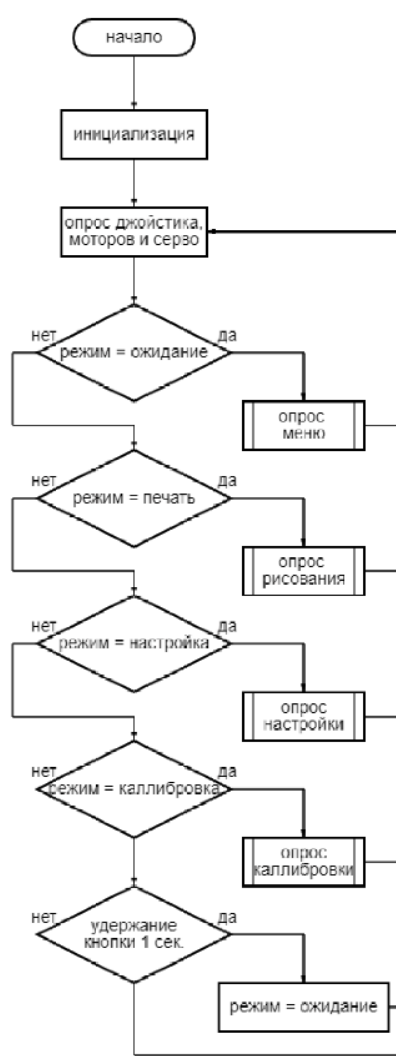 начало
инициализация
опрос джойстика,
моторов и серво
нет
да
режим = ожидание
опрос
меню
нет
да
режим = печать
опрос
рисования
нет
да
режим = настройка
опрос
настройки
нет
да
режим = каллибровка
опрос
каллибровки
нет
да
удержание
кнопки 1 сек.
режим = ожидание